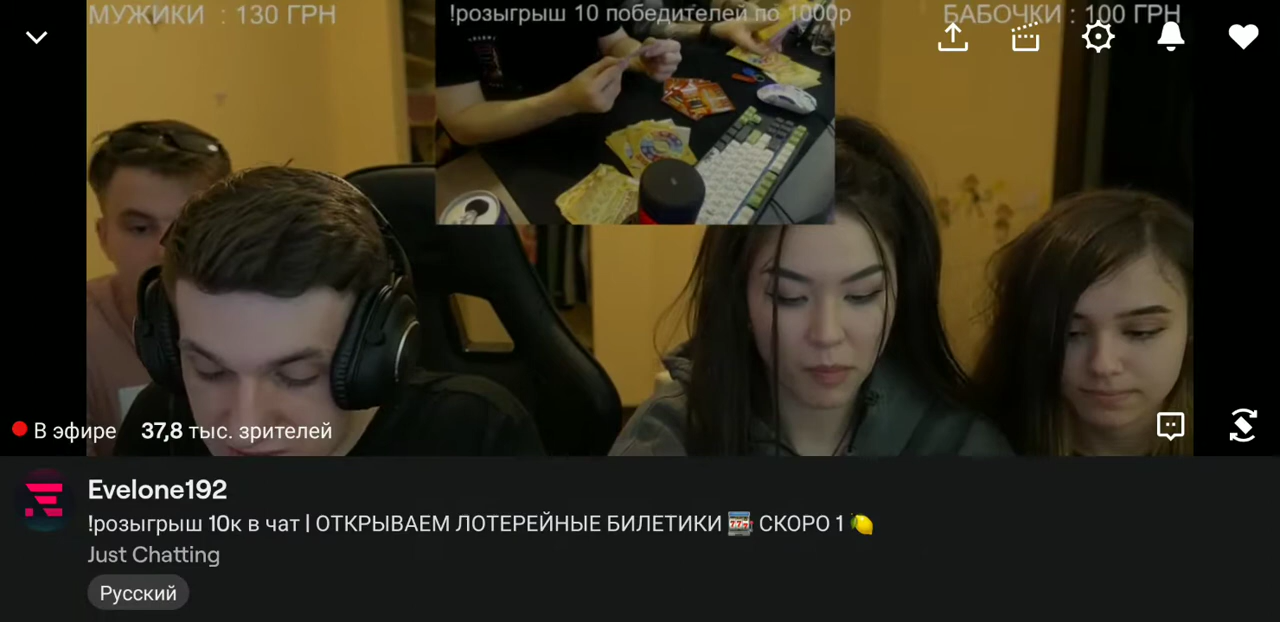 МУЖИКИ : 130 ГРН
!розыгрыш 10 победителей по 1000р
БАБОЧКИ : 100 ГРН
В эфире 37,8 тыс. зрителей
Evelone192
!розыгрыш 10к в чат | ОТКРЫВАЕМ ЛОТЕРЕЙНЫЕ БИЛЕТИКИ 🎰 СКОРО 1 🍋
Just Chatting
Русский